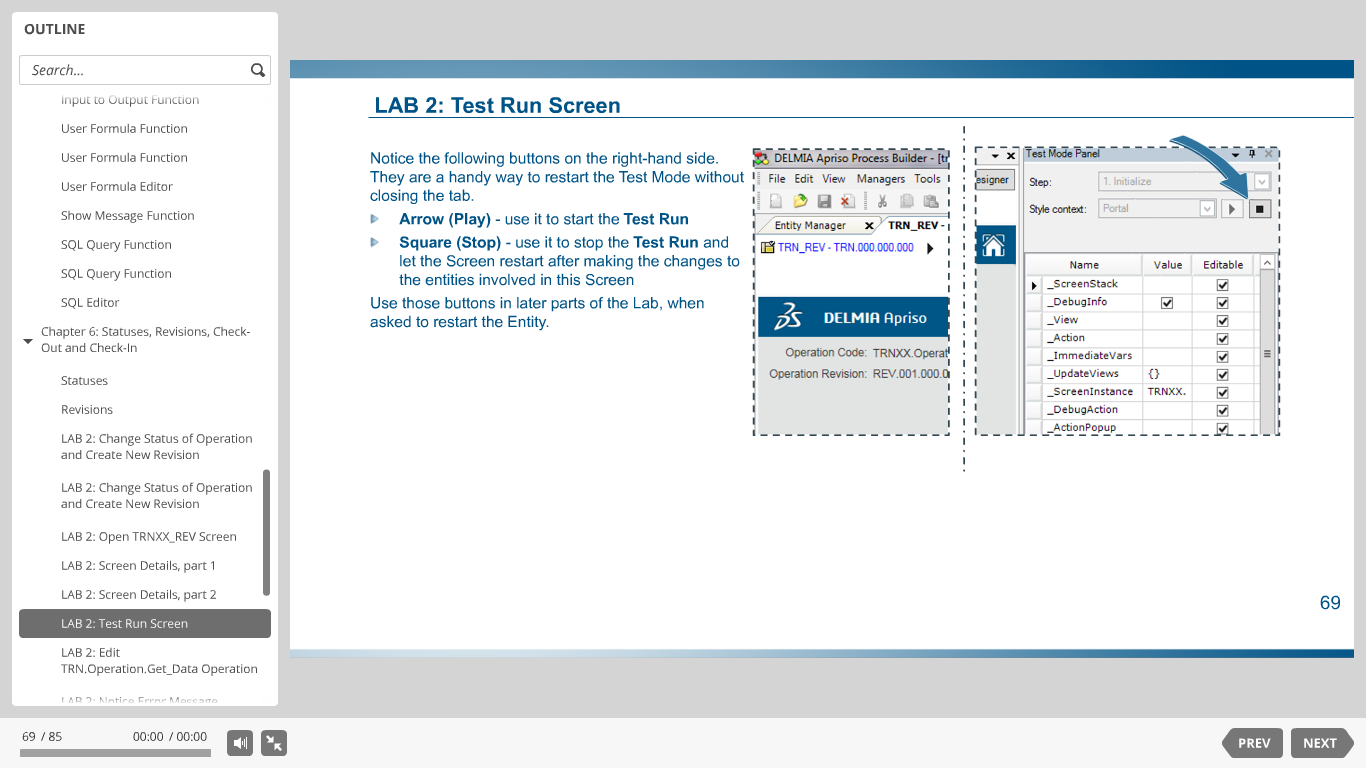 OUTLINE
Search...
Input to Output Function
User Formula Function
User Formula Function
User Formula Editor
Show Message Function
SQL Query Function
SQL Query Function
SQL Editor
Chapter 6: Statuses, Revisions, Check-
Out and Check-In
Statuses
Revisions
LAB 2: Change Status of Operation
and Create New Revision
LAB 2: Change Status of Operation
and Create New Revision
LAB 2: Open TRNXX_REV Screen
LAB 2: Screen Details, part 1
LAB 2: Screen Details, part 2
LAB 2: Test Run Screen
LAB 2: Edit
TRN.Operation.Get_Data Operation
LAB 2: Notice Error Message
LAB 2: Test Run Screen
Notice the following buttons on the right-hand side.
They are a handy way to restart the Test Mode without
closing the tab.
Arrow (Play) - use it to start the Test Run
Square (Stop) - use it to stop the Test Run and
let the Screen restart after making the changes to
the entities involved in this Screen
Use those buttons in later parts of the Lab, when
asked to restart the Entity.
DELMIA Apriso Process Builder - [tr
File Edit View Managers Tools
Entity Manager TRN_REV -
TRN_REV - TRN.000.000.000
DELMIA Apriso
Operation Code: TRNXX.Operat
Operation Revision: REV.001.000.0
esigner
Test Mode Panel
Step: 1. Initialize
Style context: Portal
Name Value Editable
_ScreenStack
_DebugInfo
_View
_Action
_ImmediateVars
_UpdateViews {}
_ScreenInstance TRNXX.
_DebugAction
_ActionPopup
69
69 / 85 00:00 / 00:00
PREV NEXT